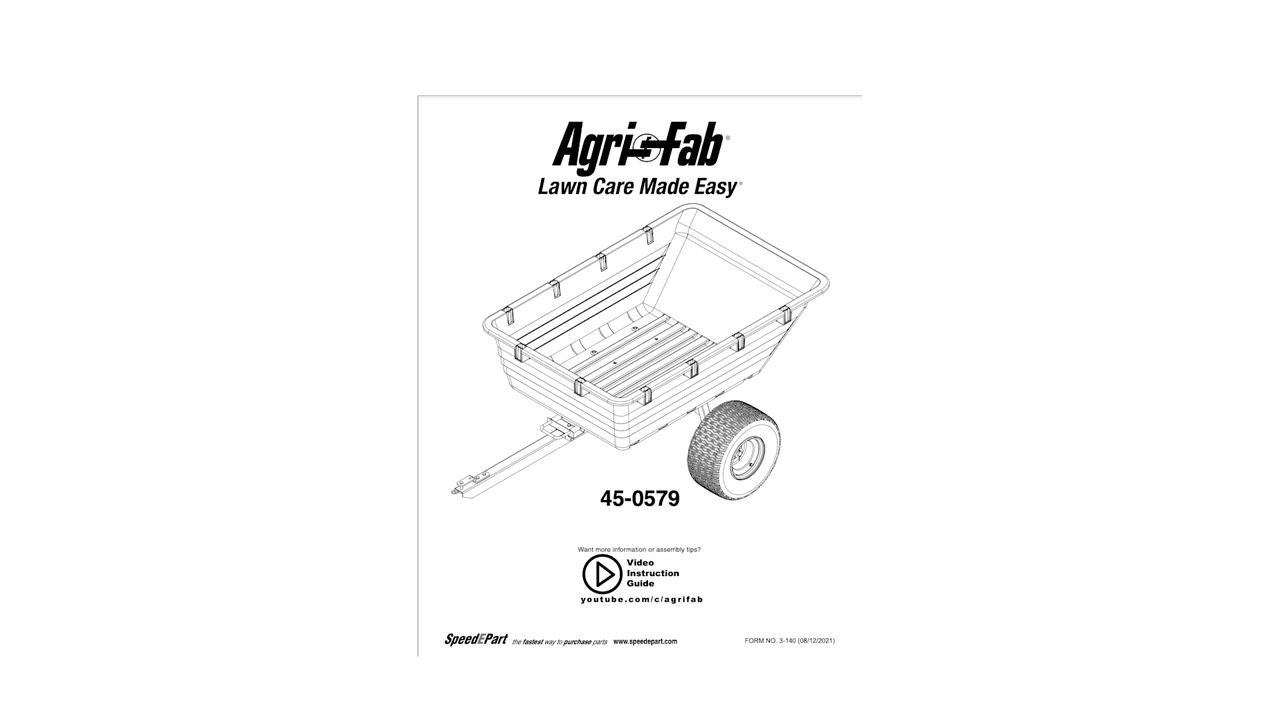 Agri-Fab®
Lawn Care Made Easy®
45-0579
Want more information or assembly tips?
Video
Instruction
Guide
youtube.com/c/agrifab
SpeedEPart the fastest way to purchase parts www.speedepart.com
FORM NO. 3-140 (08/12/2021)